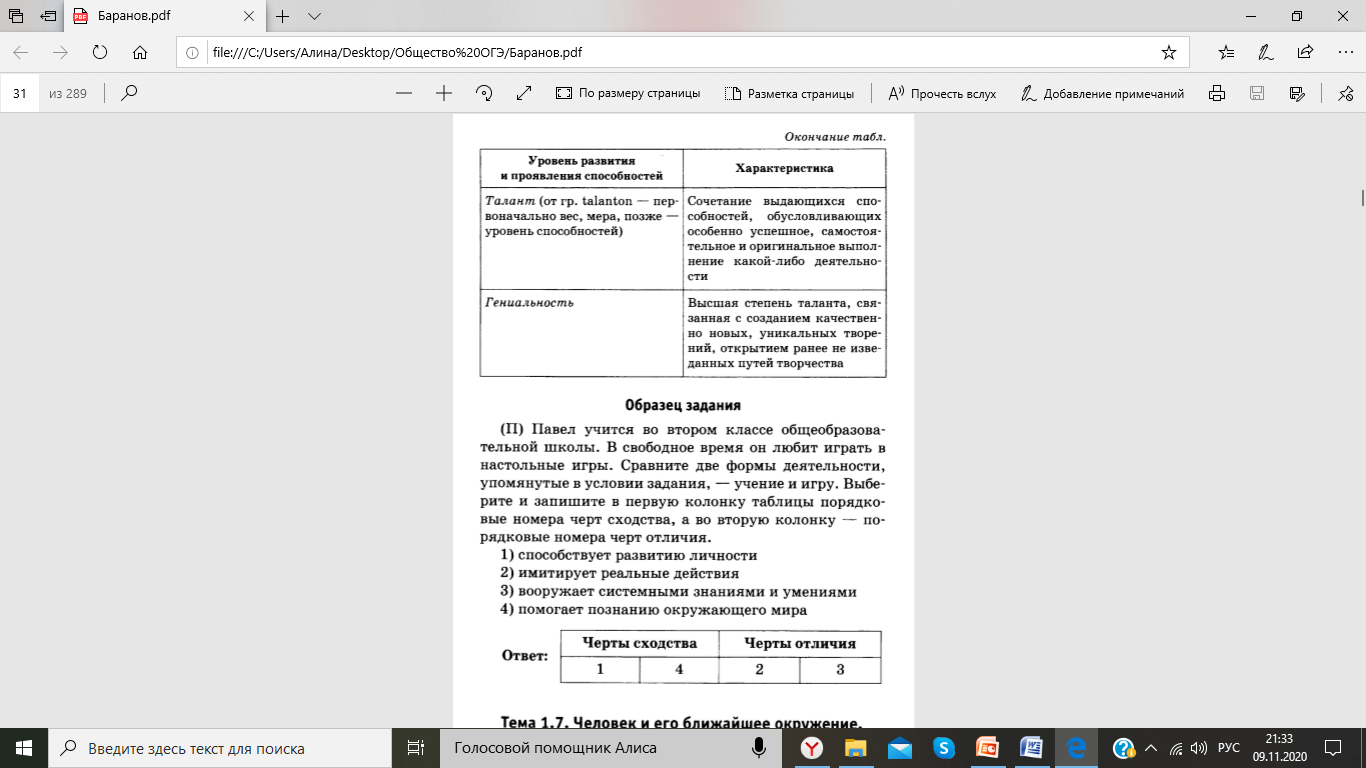 Баранов.pdf
file:///C:/Users/Алина/Desktop/Общество%20ОГЭ/Баранов.pdf
31 из 289
По размеру страницы
Разметка страницы
Прочесть вслух
Добавление примечаний
Окончание табл.
Уровень развития
и проявления способностей
Характеристика
Талант (от гр. talanton — пер-
воначально вес, мера, позже —
уровень способностей)
Сочетание выдающихся спо-
собностей, обусловливающих
особенно успешное, самостоя-
тельное и оригинальное выпол-
нение какой-либо деятельно-
сти
Гениальность
Высшая степень таланта, свя-
занная с созданием качествен-
но новых, уникальных творе-
ний, открытием ранее не изве-
данных путей творчества
Образец задания
(П) Павел учится во втором классе общеобразова-
тельной школы. В свободное время он любит играть в
настольные игры. Сравните две формы деятельности,
упомянутые в условии задания, — учение и игру. Выбе-
рите и запишите в первую колонку таблицы порядко-
вые номера черт сходства, а во вторую колонку — по-
рядковые номера черт отличия.
1) способствует развитию личности
2) имитирует реальные действия
3) вооружает системными знаниями и умениями
4) помогает познанию окружающего мира
Ответ:
Черты сходства Черты отличия
1 4 2 3
Тема 1.7. Человек и его ближайшее окружение.
Введите здесь текст для поиска
Голосовой помощник Алиса
РУС
21:33
09.11.2020